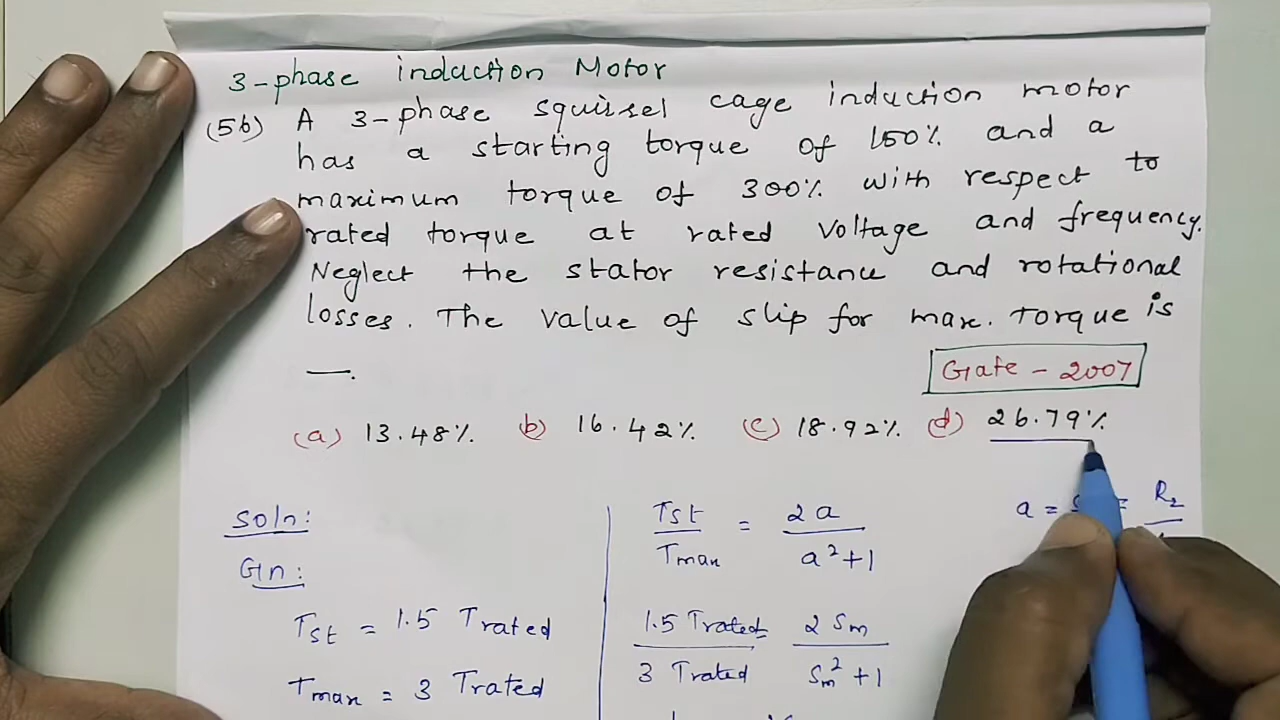 3-phase induction Motor
(56) A 3-phase squirrel cage induction motor
has a starting torque of 150% and a
maximum torque of 300% with respect to
rated torque at rated voltage and frequency.
Neglect the stator resistance and rotational
losses. The value of slip for max. torque is
—.
Gate - 2007
(a) 13.48% (b) 16.42% (c) 18.92% (d) 26.79%
Soln:
Gn:
Tst = 1.5 Trated
Tmax = 3 Trated
Tst / Tmax = 2a / a²+1
1.5 Trated / 3 Trated = 2Sm / Sm²+1
a = = R2